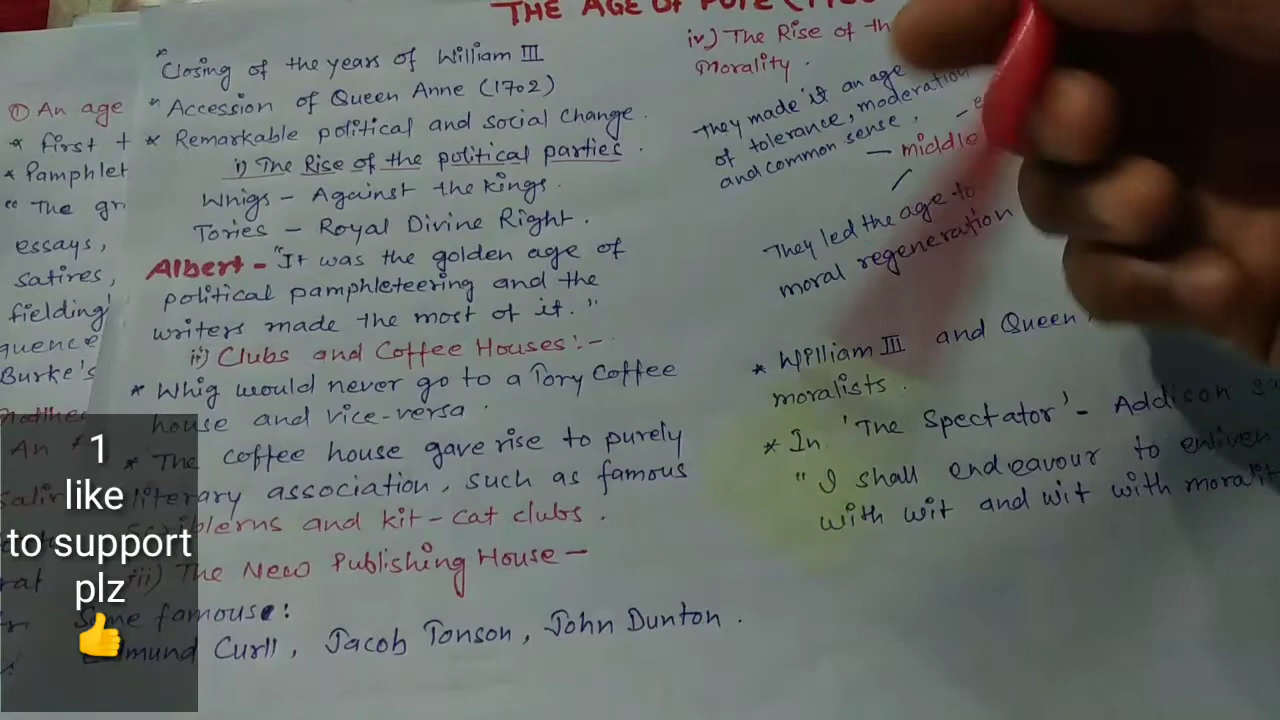 THE AGE OF POPE (1700
* Closing of the years of William III
* Accession of Queen Anne (1702)
* Remarkable political and social change.
i) The Rise of the political parties.
Whigs - Against the kings.
Tories - Royal Divine Right.
Albert - "It was the golden age of
political pamphleteering and the
writers made the most of it."
ii) Clubs and Coffee Houses:-
* Whig would never go to a Tory Coffee
house and vice-versa.
* The coffee house gave rise to purely
literary association, such as famous
Scriblerns and kit-cat clubs.
iii) The New Publishing House -
Some famous:
Edmund Curll, Jacob Tonson, John Dunton.
iv) The Rise of the
Morality.
They made it an age
of tolerance, moderation
and common sense.
- middle
They led the age to
moral regeneration
* William III and Queen
moralists.
* In 'The Spectator' - Addison
"I shall endeavour to enliven
with wit and wit with moralit
① An age
* first
* Pamphlet
" The
essays,
satires,
fielding'
quence
Burke's
An
1
like
to support
plz
👍